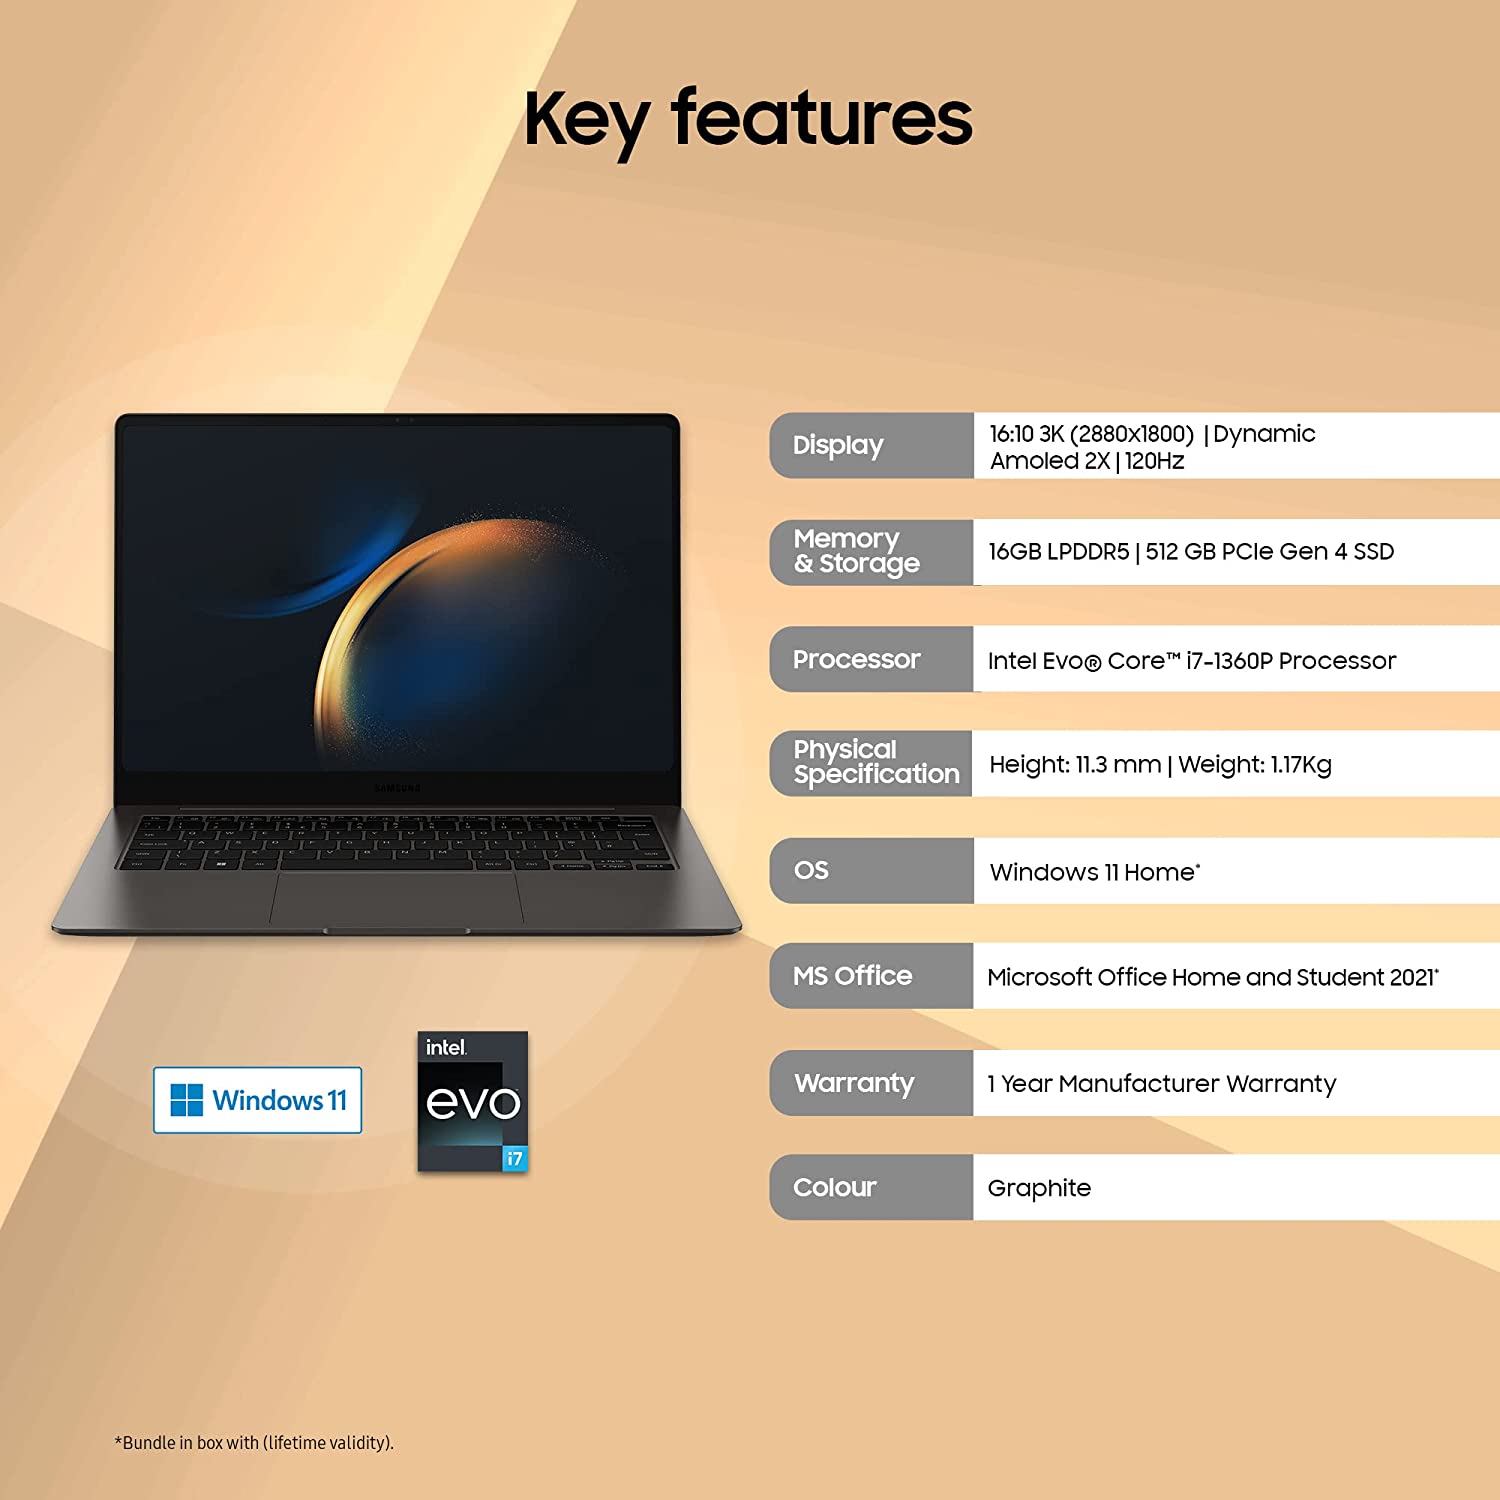 Key features
Display
16:10 3K (2880x1800) | Dynamic
Amoled 2X | 120Hz
Memory
& Storage
16GB LPDDR5 | 512 GB PCIe Gen 4 SSD
Processor
Intel Evo® Core™ i7-1360P Processor
Physical
Specification
Height: 11.3 mm | Weight: 1.17Kg
OS
Windows 11 Home*
MS Office
Microsoft Office Home and Student 2021*
Warranty
1 Year Manufacturer Warranty
Colour
Graphite
SAMSUNG
Windows 11
intel.
evo
i7
*Bundle in box with (lifetime validity).